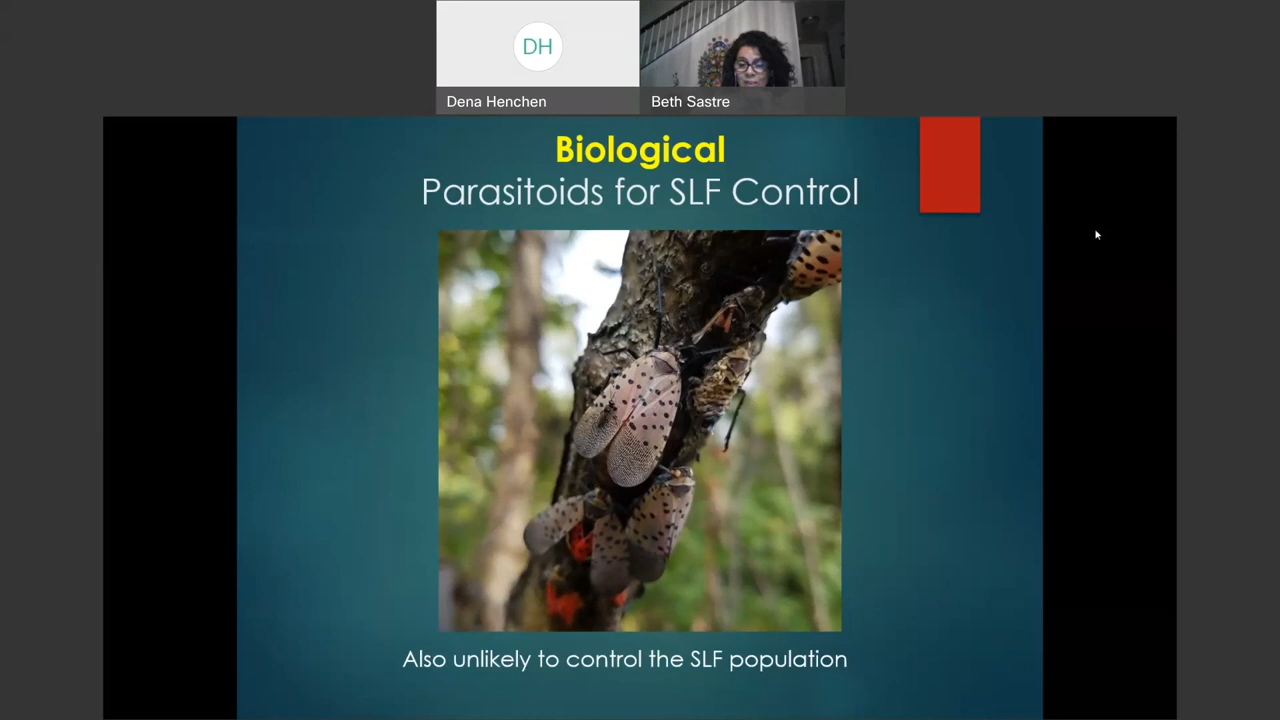 DH
Dena Henchen
Beth Sastre
Biological
Parasitoids for SLF Control
Also unlikely to control the SLF population